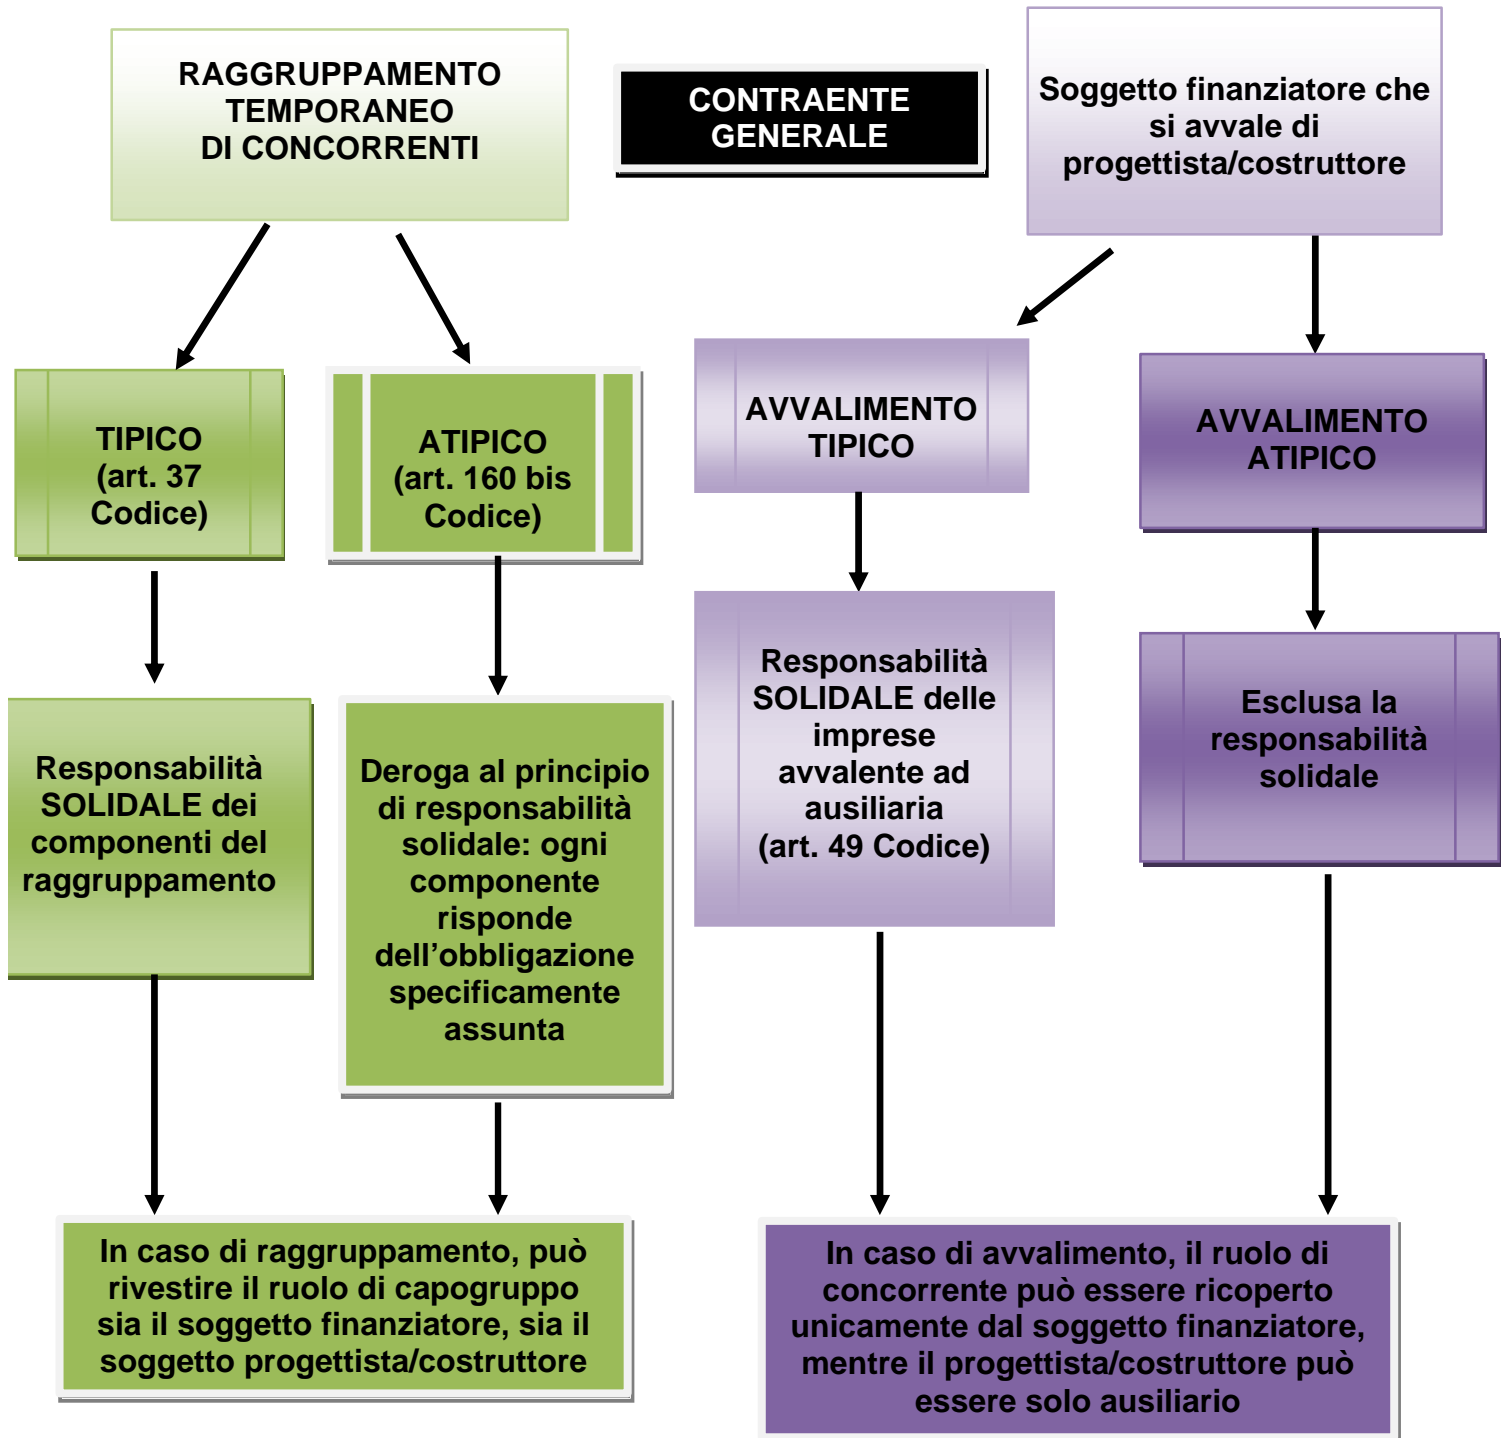 RAGGRUPPAMENTO
TEMPORANEO
DI CONCORRENTI
CONTRAENTE
GENERALE
Soggetto finanziatore che
si avvale di
progettista/costruttore
TIPICO
(art. 37
Codice)
ATIPICO
(art. 160 bis
Codice)
AVVALIMENTO
TIPICO
AVVALIMENTO
ATIPICO
Responsabilità
SOLIDALE dei
componenti del
raggruppamento
Deroga al principio
di responsabilità
solidale: ogni
componente
risponde
dell’obbligazione
specificamente
assunta
Responsabilità
SOLIDALE delle
imprese
avvalente ad
ausiliaria
(art. 49 Codice)
Esclusa la
responsabilità
solidale
In caso di raggruppamento, può
rivestire il ruolo di capogruppo
sia il soggetto finanziatore, sia il
soggetto progettista/costruttore
In caso di avvalimento, il ruolo di
concorrente può essere ricoperto
unicamente dal soggetto finanziatore,
mentre il progettista/costruttore può
essere solo ausiliario